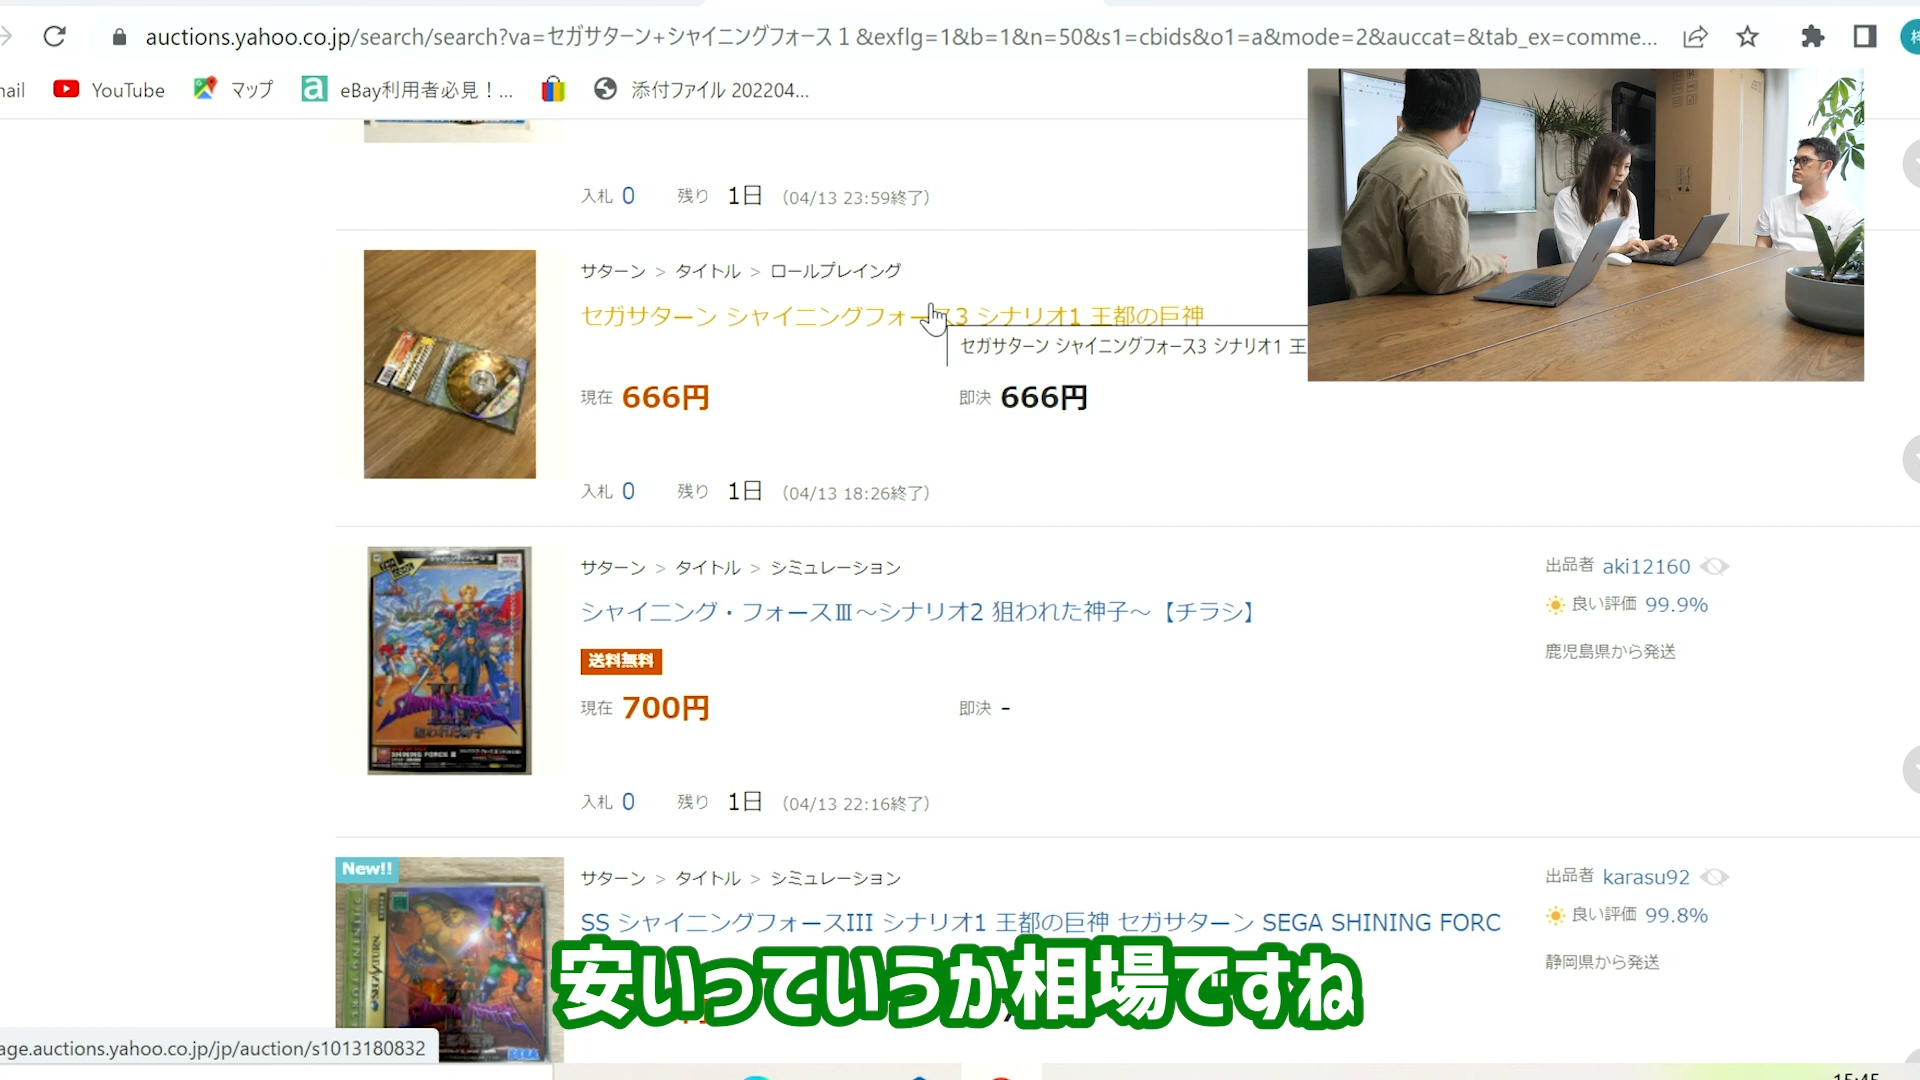 auctions.yahoo.co.jp/search/search?va=セガサターン+シャイニングフォース１&exflg=1&b=1&n=50&s1=cbids&o1=a&mode=2&auccat=&tab_ex=comme...
nail YouTube マップ eBay利用者必見！... 添付ファイル 202204...
入札 0 残り 1日 (04/13 23:59終了)
サターン > タイトル > ロールプレイング
セガサターン シャイニングフォース3 シナリオ1 王都の巨神
セガサターン シャイニングフォース3 シナリオ1 王
現在 666円 即決 666円
入札 0 残り 1日 (04/13 18:26終了)
サターン > タイトル > シミュレーション
出品者 aki12160
シャイニング・フォースⅢ～シナリオ2 狙われた神子～【チラシ】
良い評価 99.9%
送料無料
鹿児島県から発送
現在 700円 即決 -
入札 0 残り 1日 (04/13 22:16終了)
New!!
サターン > タイトル > シミュレーション
出品者 karasu92
SS シャイニングフォースIII シナリオ1 王都の巨神 セガサターン SEGA SHINING FORC
良い評価 99.8%
静岡県から発送
安いっていうか相場ですね
age.auctions.yahoo.co.jp/jp/auction/s1013180832
SEGA
15:45